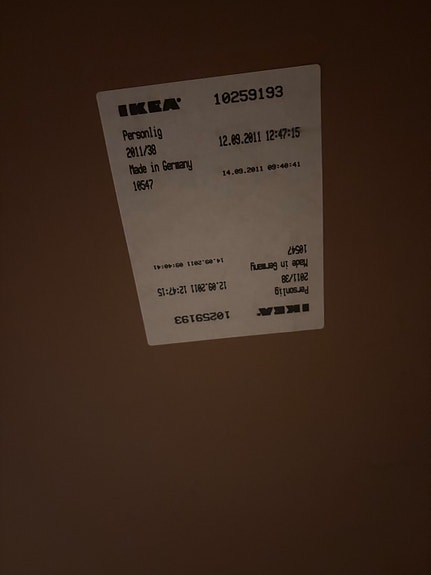 IKEA 10259193
Personlig 12.09.2011 12:47:15
2011/38
Made in Germany 14.09.2011 09:40:41
10547
IKEA 10259193
Personlig
2011/38 12.09.2011 12:47:15
Made in Germany
10547 14.09.2011 09:40:41